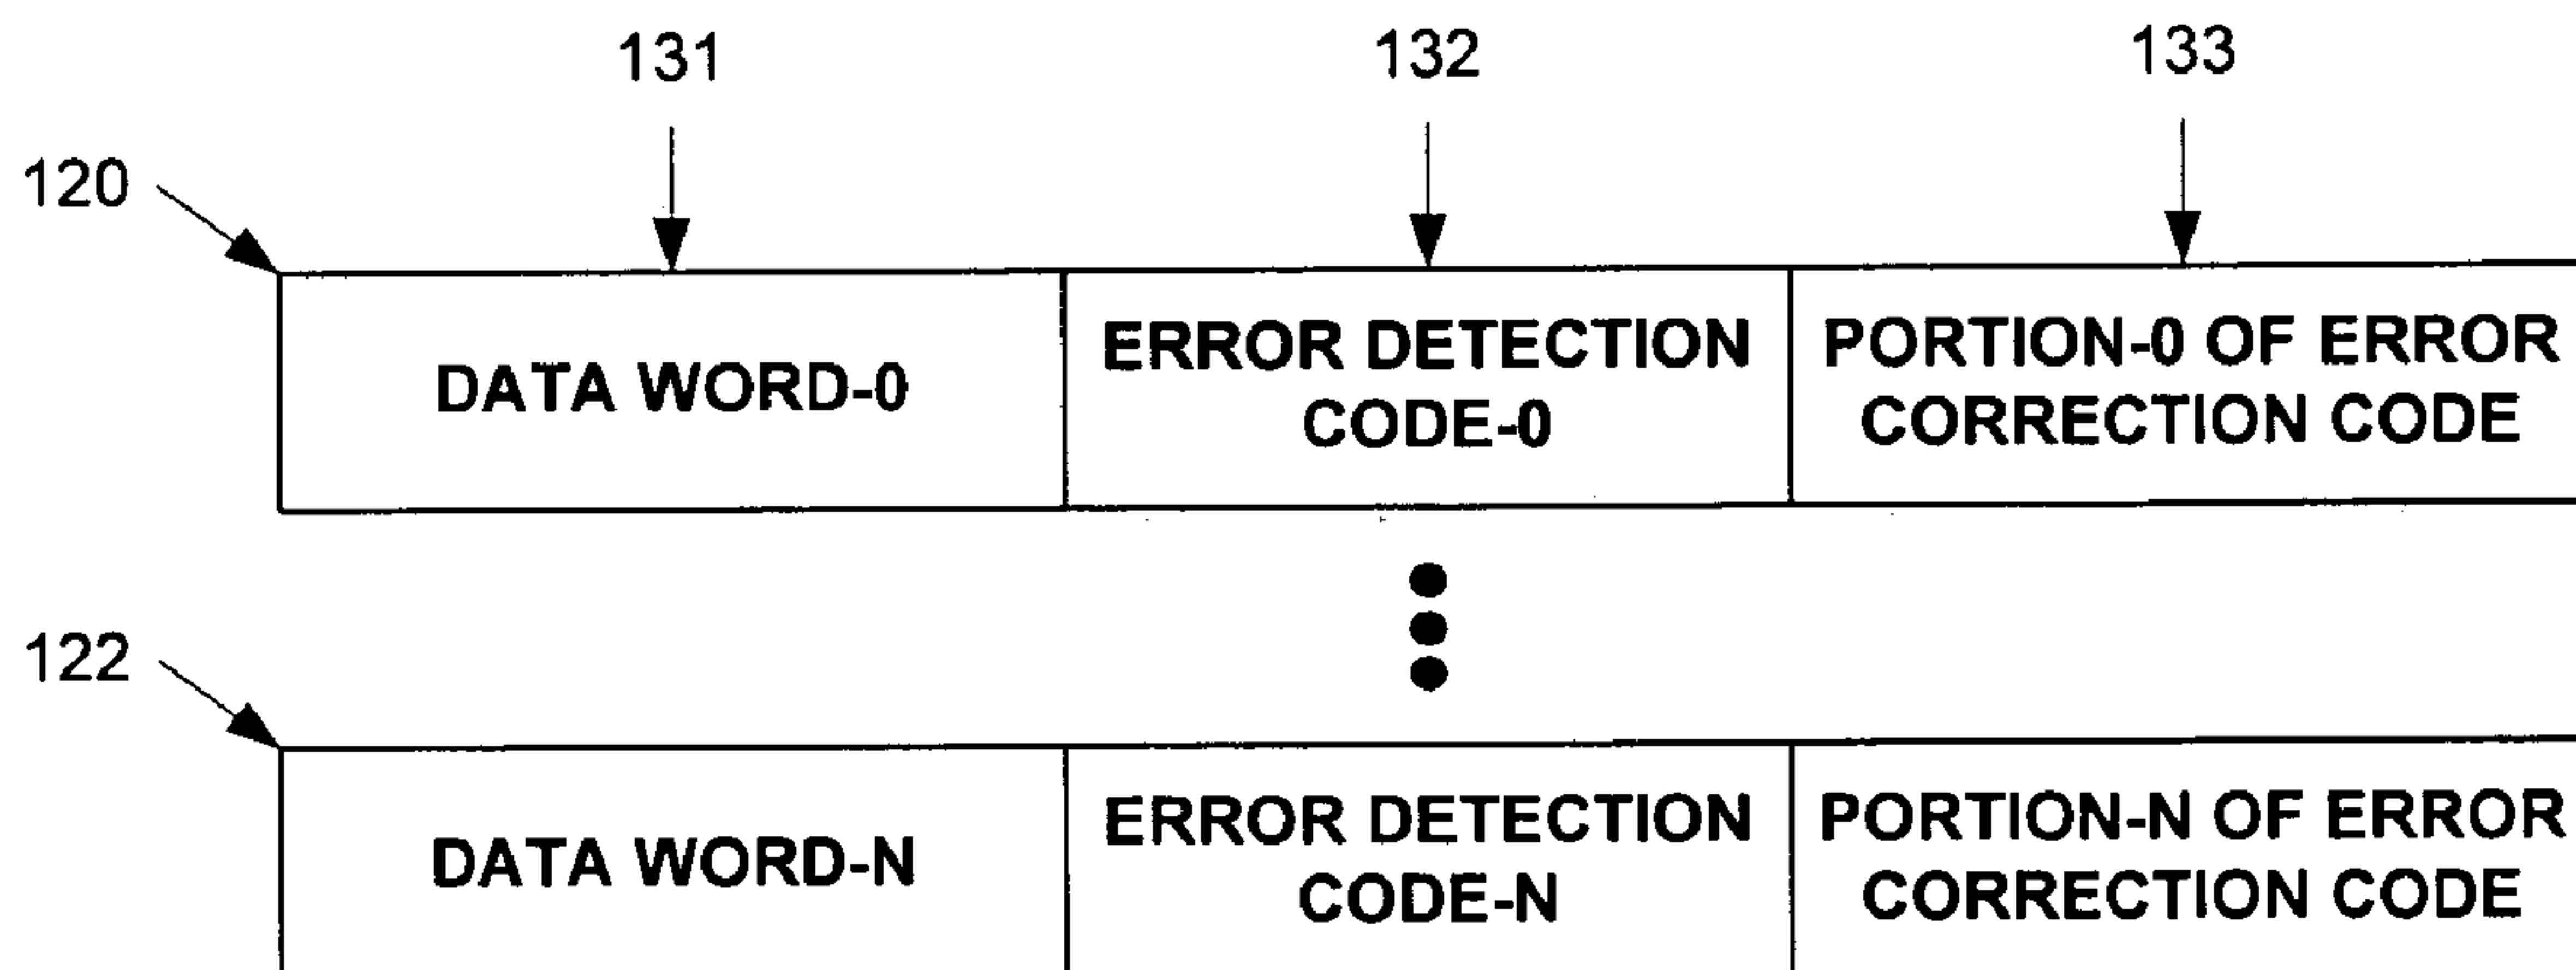 131
132
133
120
DATA WORD-0
ERROR DETECTION
CODE-0
PORTION-0 OF ERROR
CORRECTION CODE
122
DATA WORD-N
ERROR DETECTION
CODE-N
PORTION-N OF ERROR
CORRECTION CODE